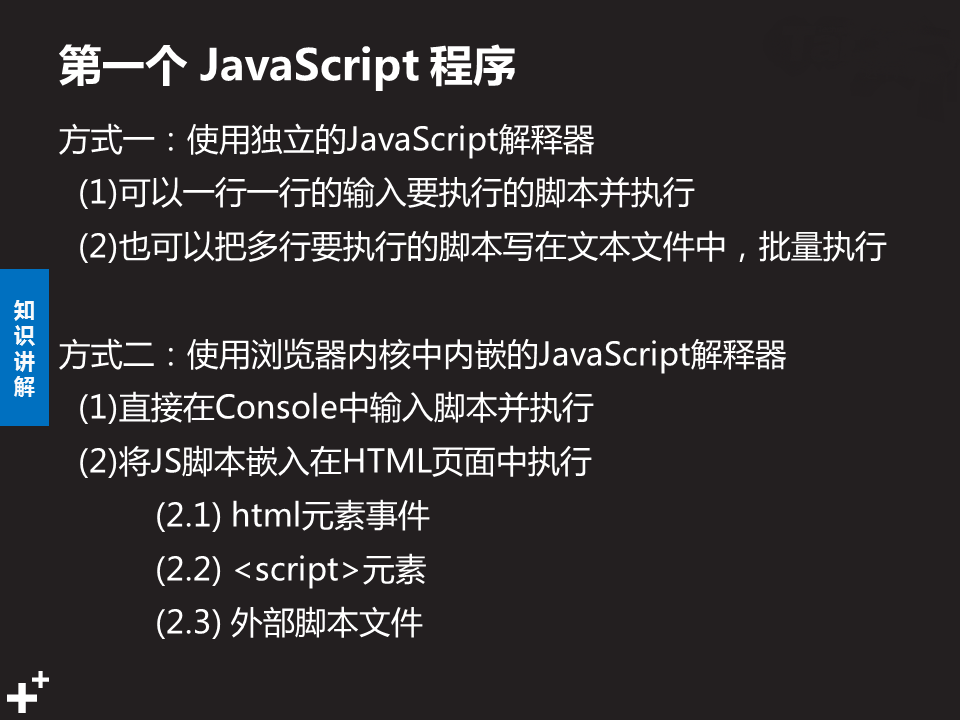 第一个 JavaScript 程序
方式一：使用独立的JavaScript解释器
(1)可以一行一行的输入要执行的脚本并执行
(2)也可以把多行要执行的脚本写在文本文件中，批量执行
知识讲解
方式二：使用浏览器内核中内嵌的JavaScript解释器
(1)直接在Console中输入脚本并执行
(2)将JS脚本嵌入在HTML页面中执行
(2.1) html元素事件
(2.2) <script>元素
(2.3) 外部脚本文件